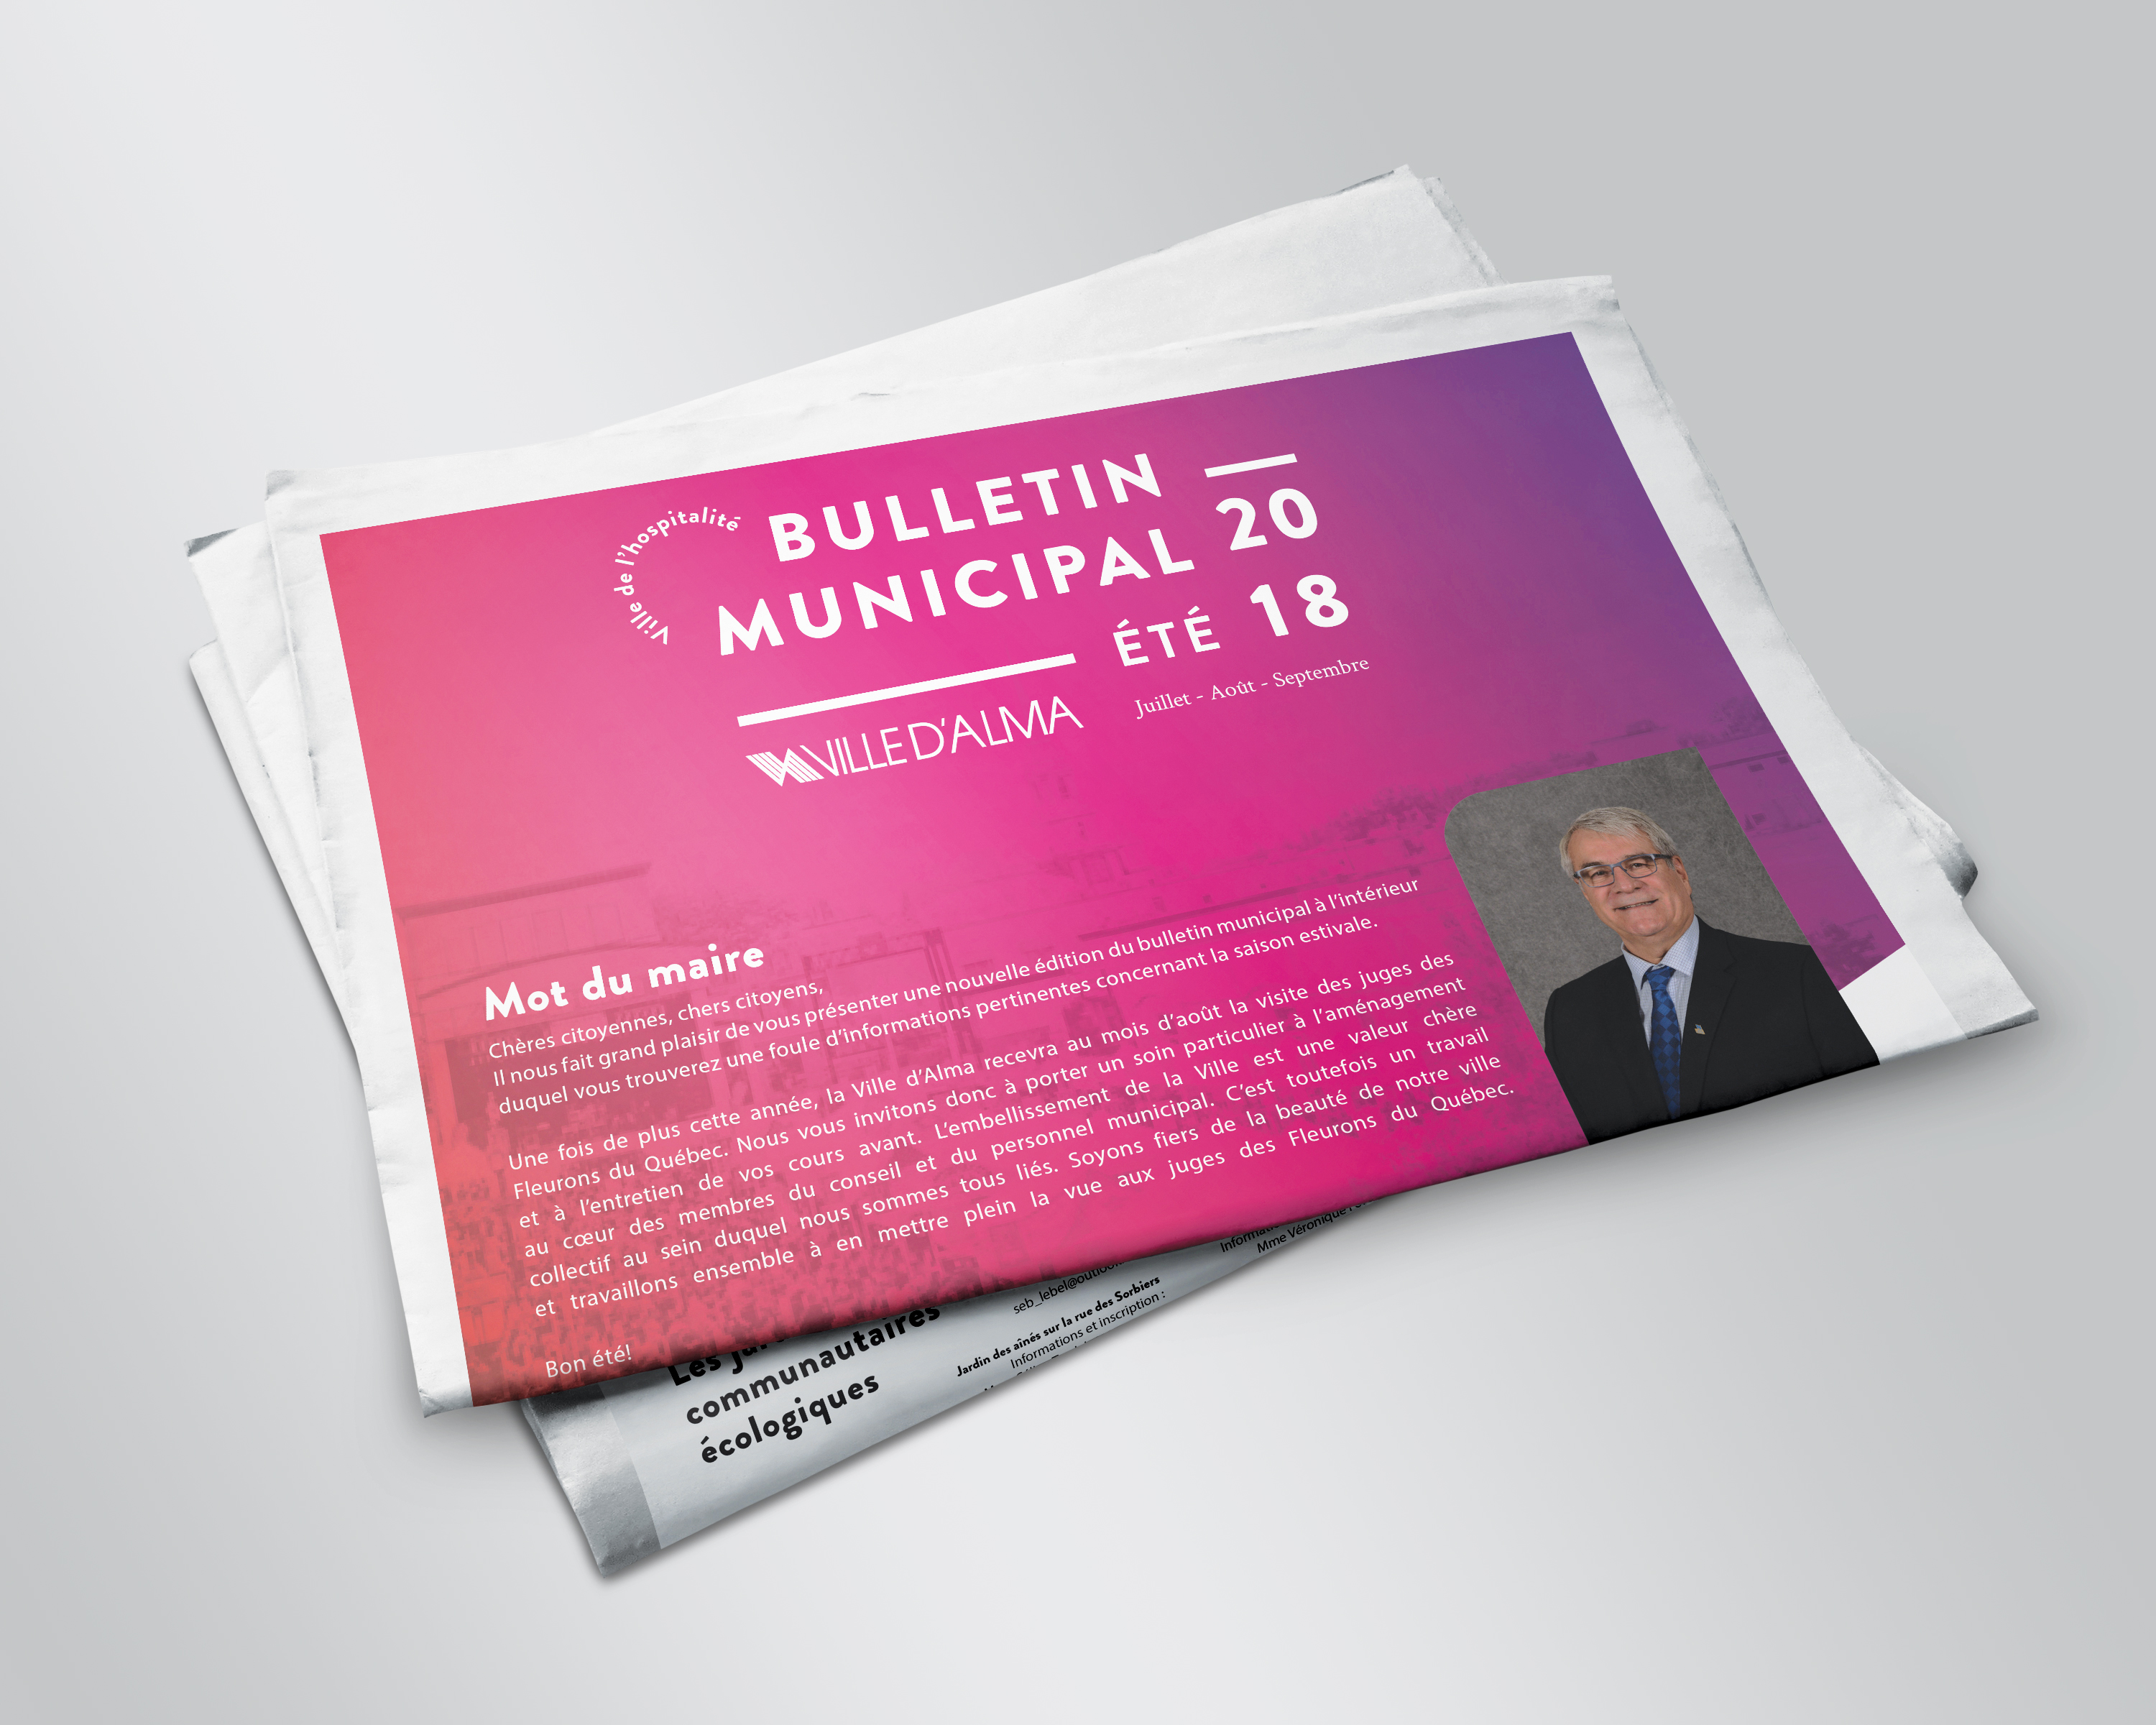 Ville de l'hospitalité
BULLETIN
MUNICIPAL 20
ÉTÉ 18
Juillet - Août - Septembre
VILLE D'ALMA
Mot du maire
Chères citoyennes, chers citoyens,
Il nous fait grand plaisir de vous présenter une nouvelle édition du bulletin municipal à l'intérieur
duquel vous trouverez une foule d'informations pertinentes concernant la saison estivale.
Une fois de plus cette année, la Ville d'Alma recevra au mois d'août la visite des juges des
Fleurons du Québec. Nous vous invitons donc à porter un soin particulier à l'aménagement
et à l'entretien de vos cours avant. L'embellissement de la Ville est une valeur chère
au cœur des membres du conseil et du personnel municipal. C'est toutefois un travail
collectif au sein duquel nous sommes tous liés. Soyons fiers de la beauté de notre ville
et travaillons ensemble à en mettre plein la vue aux juges des Fleurons du Québec.
Bon été!
Les
communautaires
écologiques
seb_lebel@outloo
Jardin des aînés sur la rue des Sorbiers
Informations et inscription :
Mme Véronique